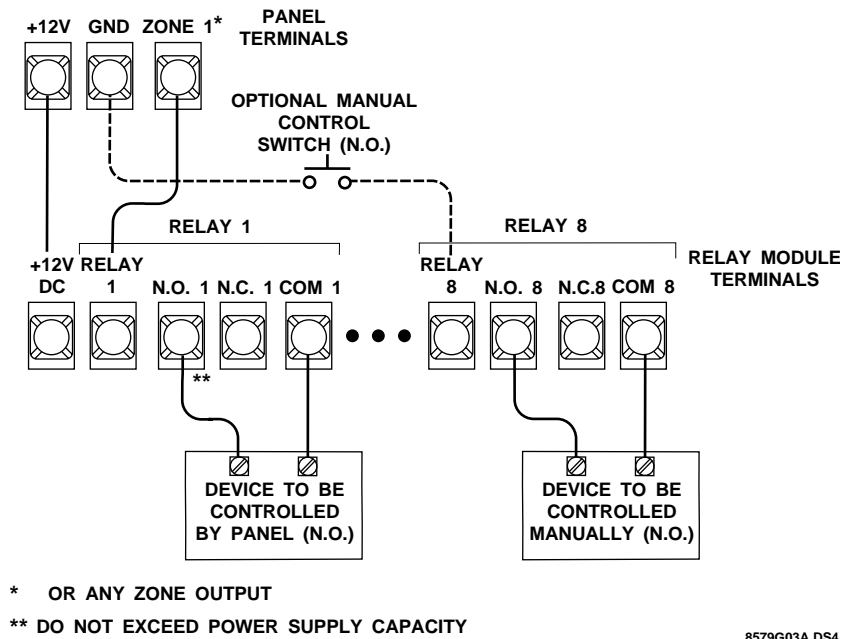 +12V GND ZONE 1*
PANEL
TERMINALS
OPTIONAL MANUAL
CONTROL
SWITCH (N.O.)
RELAY 1
RELAY 8
+12V
DC
RELAY
1
N.O. 1
N.C. 1
COM 1
RELAY
8
N.O. 8
N.C.8
COM 8
RELAY MODULE
TERMINALS
**
DEVICE TO BE
CONTROLLED
BY PANEL (N.O.)
DEVICE TO BE
CONTROLLED
MANUALLY (N.O.)
* OR ANY ZONE OUTPUT
** DO NOT EXCEED POWER SUPPLY CAPACITY
8579G03A.DS4